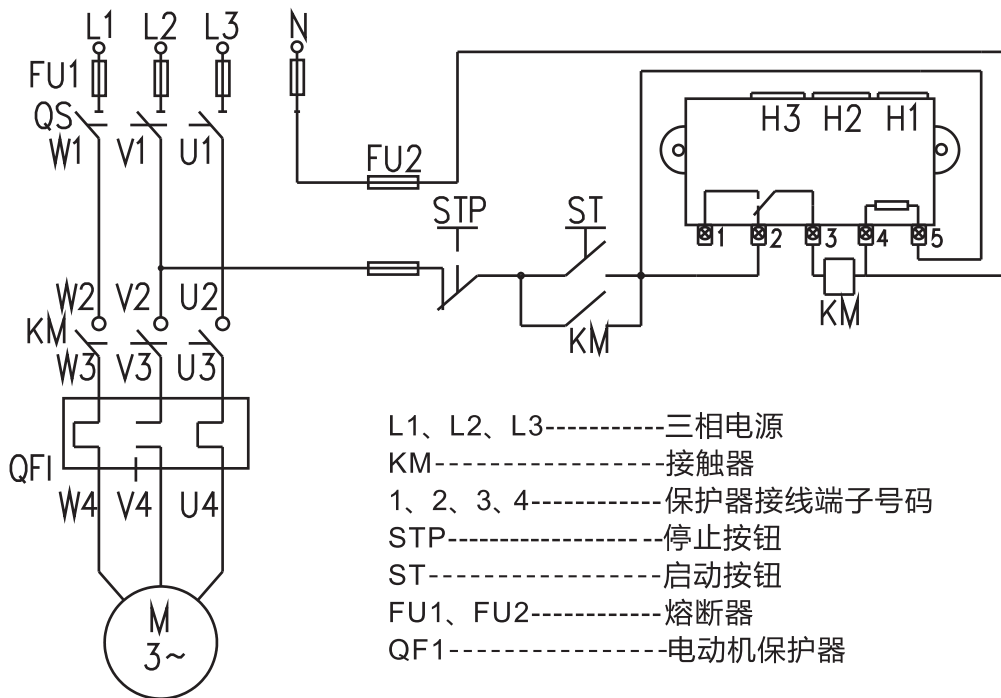 L1 L2 L3 N
FU1
QS
W1 V1 U1
FU2
H3 H2 H1
STP ST
1 2 3 4 5
W2 V2 U2
KM
KM
KM
W3 V3 U3
QFI
W4 V4 U4
M
3~
L1、L2、L3------------三相电源
KM-----------------接触器
1、2、3、4-------------保护器接线端子号码
STP--------------------停止按钮
ST-----------------启动按钮
FU1、FU2-------------熔断器
QF1----------------电动机保护器